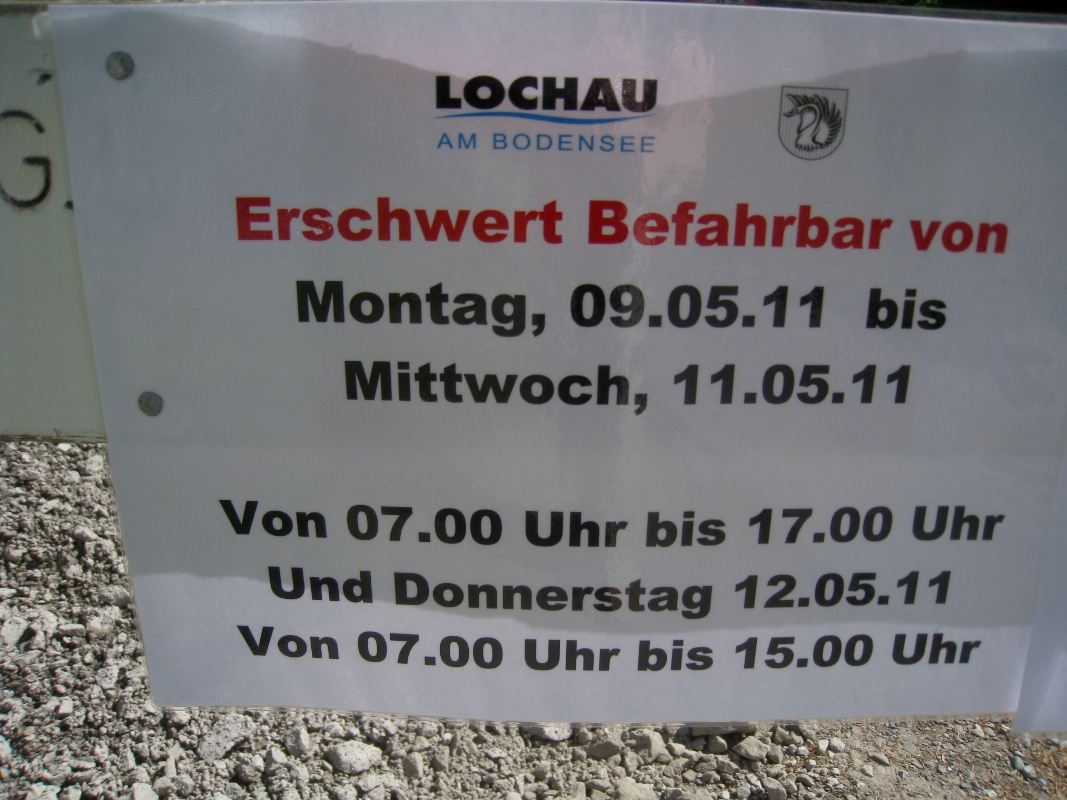 LOCHAU
AM BODENSEE
G.
Erschwert Befahrbar von
Montag, 09.05.11 bis
Mittwoch, 11.05.11
Von 07.00 Uhr bis 17.00 Uhr
Und Donnerstag 12.05.11
Von 07.00 Uhr bis 15.00 Uhr